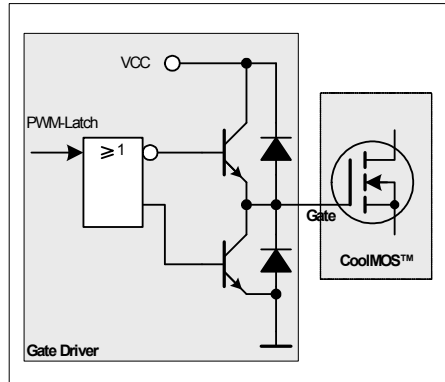 VCC
PWM-Latch
≥1
Gate
CoolMOS™
Gate Driver